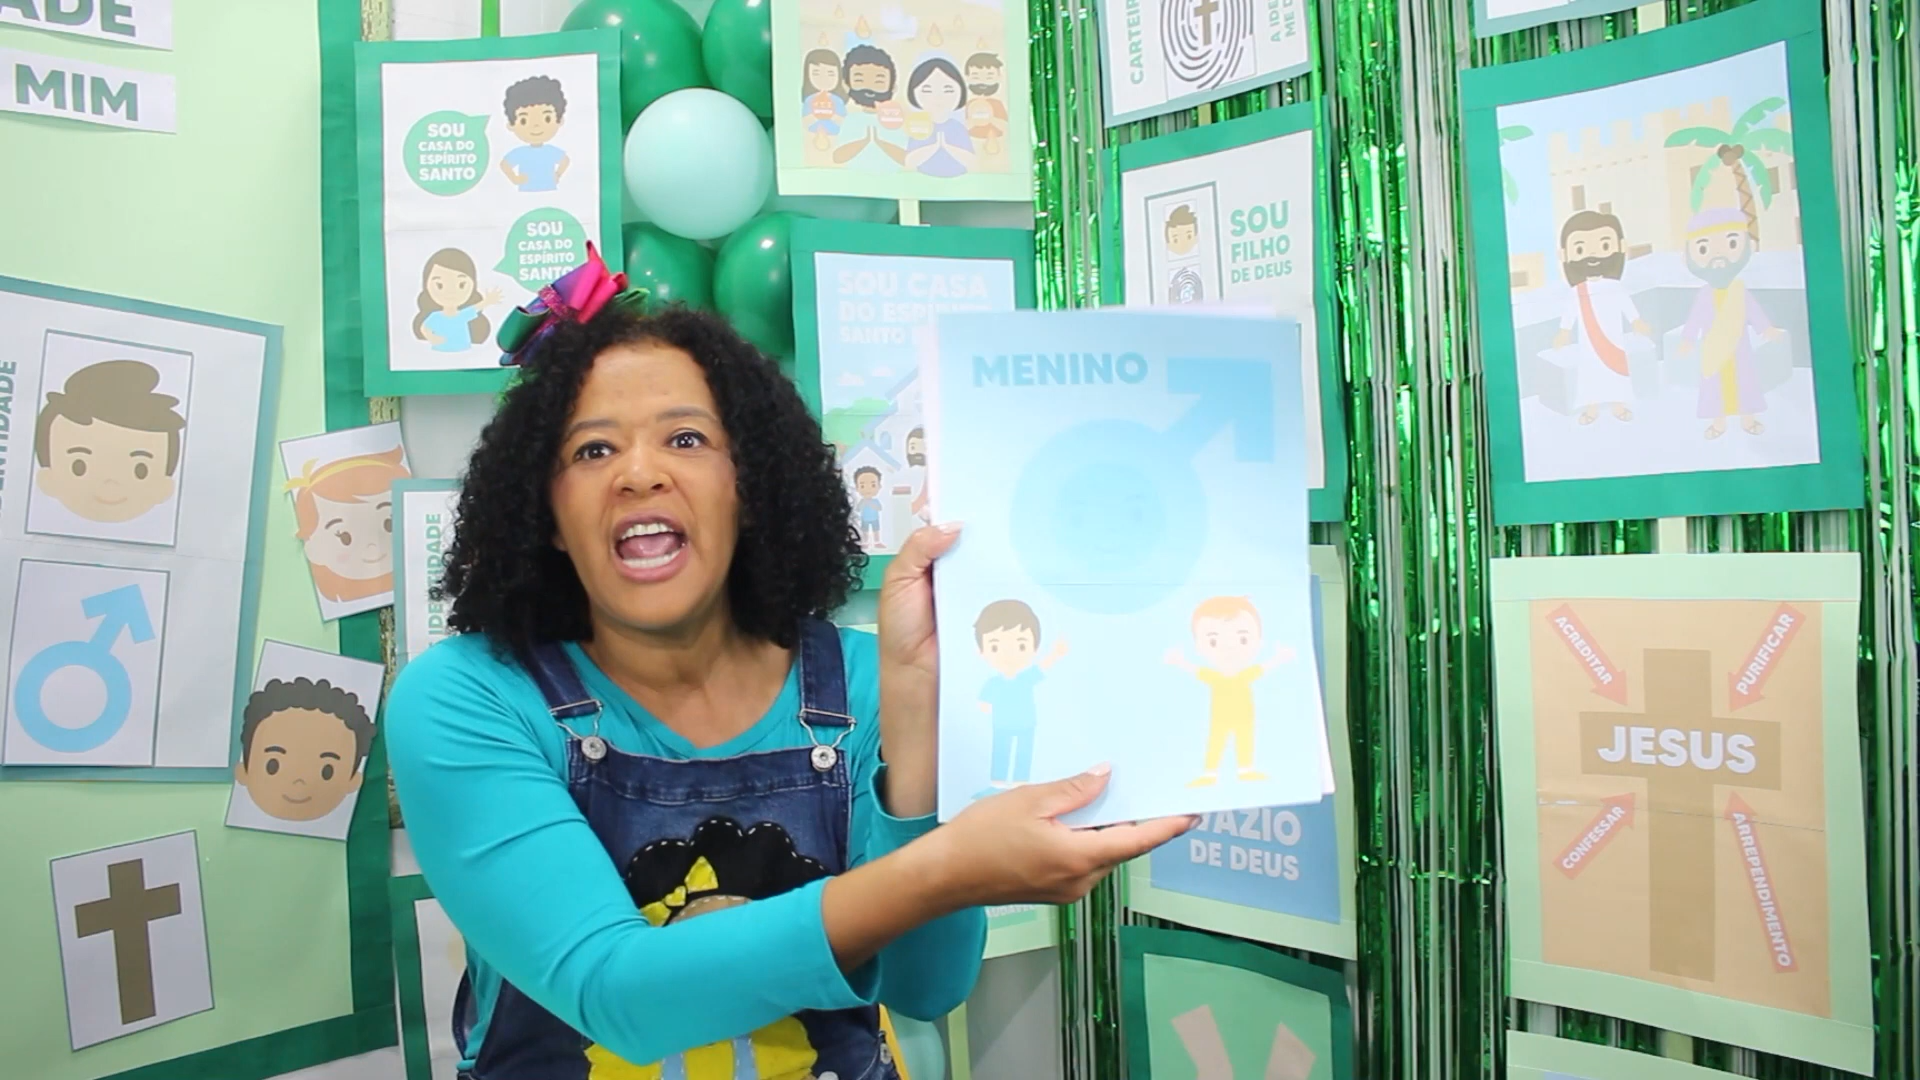 ADE
MIM
SOU
CASA DO
ESPÍRITO
SANTO
SOU
CASA DO
ESPÍRITO
SANTO
SOU CASA
DO ESPÍRITO
SANTO
SOU
FILHO
DE DEUS
MENINO
IDENTIDADE
VAZIO
DE DEUS
ACREDITAR
PURIFICAR
JESUS
CONFESSAR
ARREPENDIMENTO